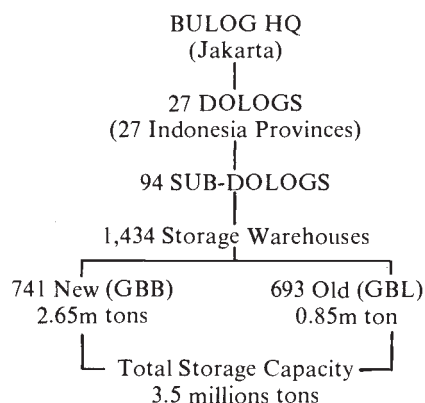 BULOG HQ
(Jakarta)
27 DOLOGS
(27 Indonesia Provinces)
94 SUB-DOLOGS
1,434 Storage Warehouses
741 New (GBB) 693 Old (GBL)
2.65m tons 0.85m ton
Total Storage Capacity
3.5 millions tons